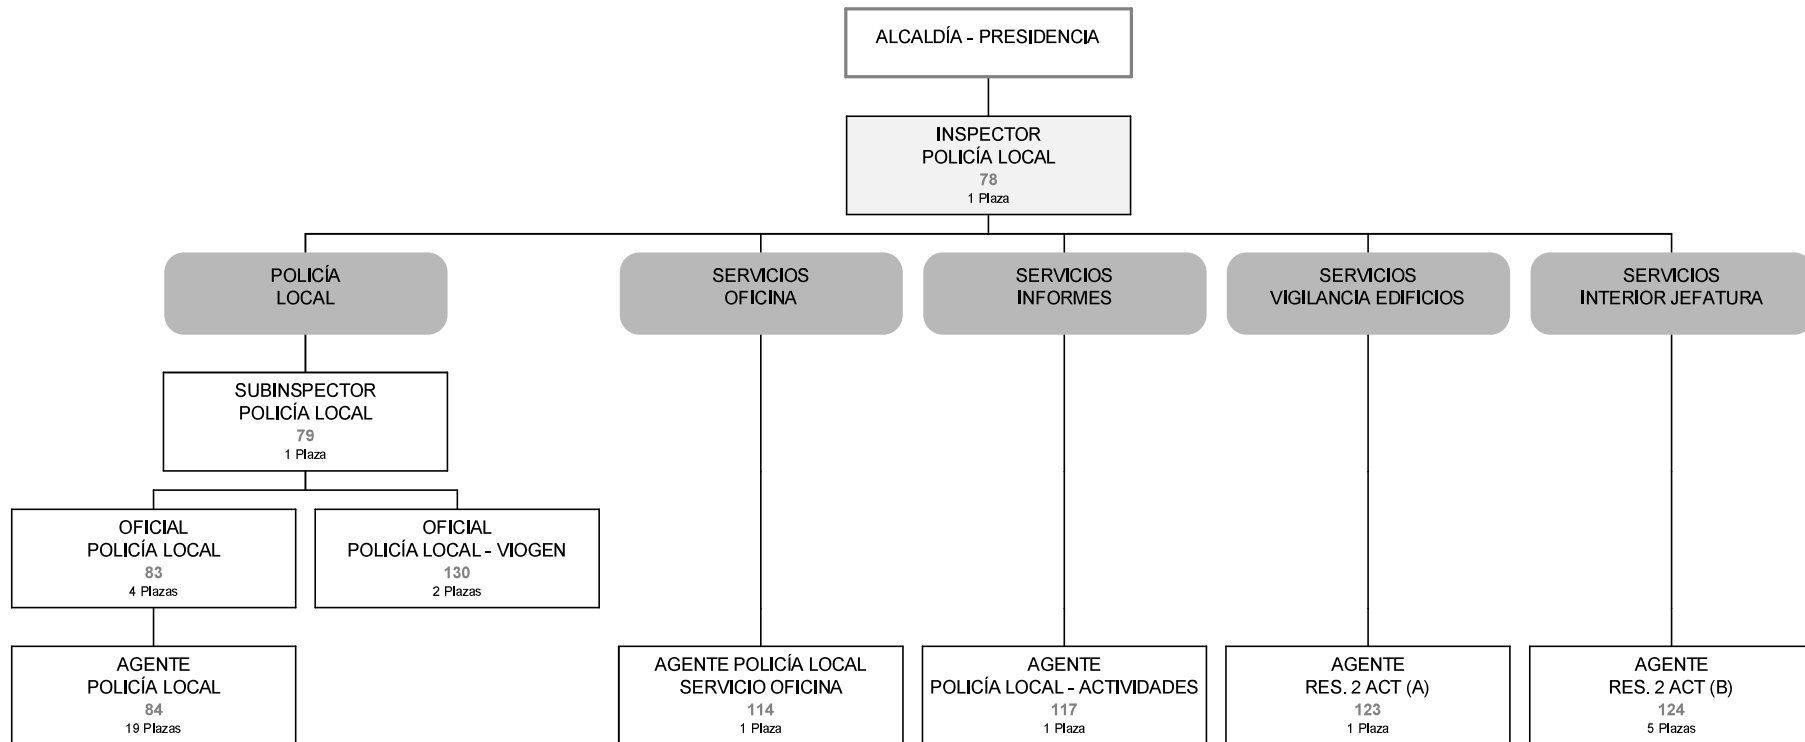 ALCALDÍA - PRESIDENCIA
INSPECTOR
POLICÍA LOCAL
78
1 Plaza
POLICÍA
LOCAL
SERVICIOS
OFICINA
SERVICIOS
INFORMES
SERVICIOS
VIGILANCIA EDIFICIOS
SERVICIOS
INTERIOR JEFATURA
SUBINSPECTOR
POLICÍA LOCAL
79
1 Plaza
OFICIAL
POLICÍA LOCAL
83
4 Plazas
OFICIAL
POLICÍA LOCAL - VIOGEN
130
2 Plazas
AGENTE
POLICÍA LOCAL
84
19 Plazas
AGENTE POLICÍA LOCAL
SERVICIO OFICINA
114
1 Plaza
AGENTE
POLICÍA LOCAL - ACTIVIDADES
117
1 Plaza
AGENTE
RES. 2 ACT (A)
123
1 Plaza
AGENTE
RES. 2 ACT (B)
124
5 Plazas